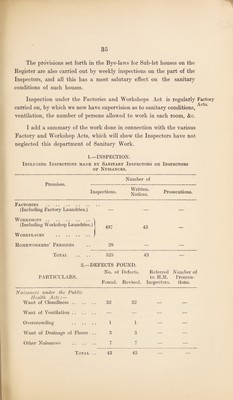 35
The provisions set forth in the Bye-laws for Sub-let houses on the
Register are also carried out by weekly inspections on the part of the
Inspectors, and all this has a most salutary effect on the sanitary
conditions of such houses.
Inspection under the Factories and Workshops Act is regularly
carried on, by which we now have supervision as to sanitary conditions,
ventilation, the number of persons allowed to work in each room, &c.
Factory
Acts.
I add a summary of the work done in connection with the various
Factory and Workshop Acts, which will show the Inspectors have not
neglected this department of Sanitary Work.
1.—INSPECTION.
Including Inspections made by Sanitary Inspectors or Inspectors
of Nuisances.
Premises. Number of
Inspections. Written Notices. Prosecutions.
Factories .. .. .. .. .. ..
(Including Factory Laundries.) — — —
Workshops .. .. .. .. ..
(Including Workshop Laundries.) 497 43 —
Workplaces .. .. .. .. ..
Homeworkers' Premises .. 28 — —
Total .. .. 525 43 —
2.—DEFECTS FOUND.
PARTICULARS. No. of Defects. Referred to H.M. Inspectors. Number of Prosecutions.
Found. Revised.
Nuisances under the Public
Health Acts:—
Want of Cleanliness .. .. .. 32 32 — —
Want of Ventilation .. .. .. — — — —
Overcrowding .. .. .. 1 1 — —
Want of Drainage of Floors .. 3 3 — —
Other Nuisances .. .. .. 7 7 — —
Total .. 43 43 — —